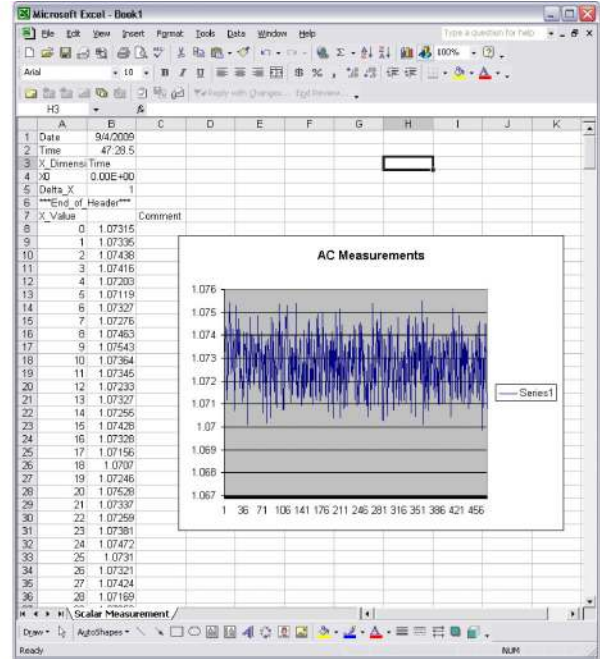 Microsoft Excel - Book1
File Edit View Insert Format Tools Data Window Help
Type a question for help
100%
Arial 10 B I U $ % ,
Reply with Changes... End Review...
H3 fx
A B C D E F G H I J K
1 Date 9/4/2009
2 Time 47:28.5
3 X_Dimensi Time
4 X0 0.00E+00
5 Delta_X 1
6 ***End_of_Header***
7 X_Value Comment
8 0 1.07315
9 1 1.07335
10 2 1.07438
11 3 1.07416
12 4 1.07203
13 5 1.07119
14 6 1.07327
15 7 1.07276
16 8 1.07463
17 9 1.07543
18 10 1.07364
19 11 1.07345
20 12 1.07233
21 13 1.07327
22 14 1.07255
23 15 1.07428
24 16 1.07328
25 17 1.07156
26 18 1.0707
27 19 1.07246
28 20 1.07528
29 21 1.07337
30 22 1.07259
31 23 1.07381
32 24 1.07472
33 25 1.0731
34 26 1.07321
35 27 1.07424
36 28 1.07169
AC Measurements
1.076
1.075
1.074
1.073
1.072
1.071
1.07
1.069
1.068
1.067
1 36 71 106 141 176 211 246 281 316 351 386 421 456
Series1
Scalar Measurement
Draw AutoShapes
Ready NUM